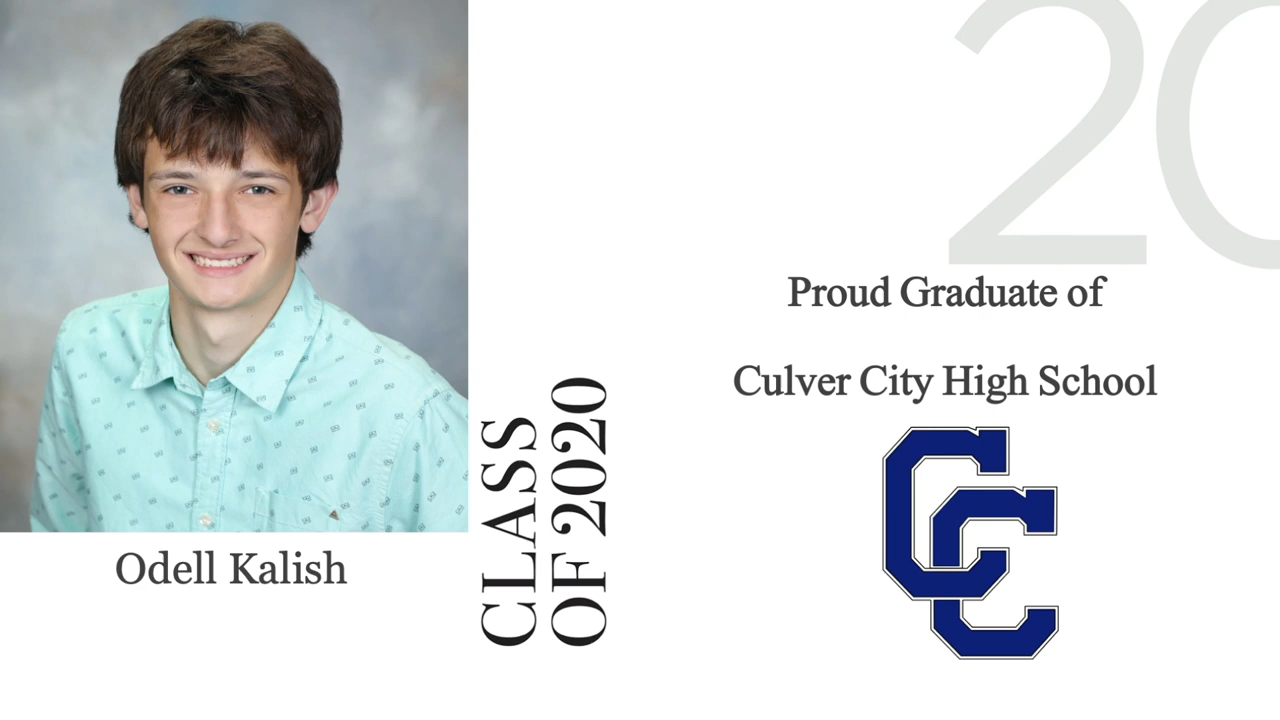 20
Proud Graduate of
Culver City High School
CC
CLASS
OF 2020
Odell Kalish